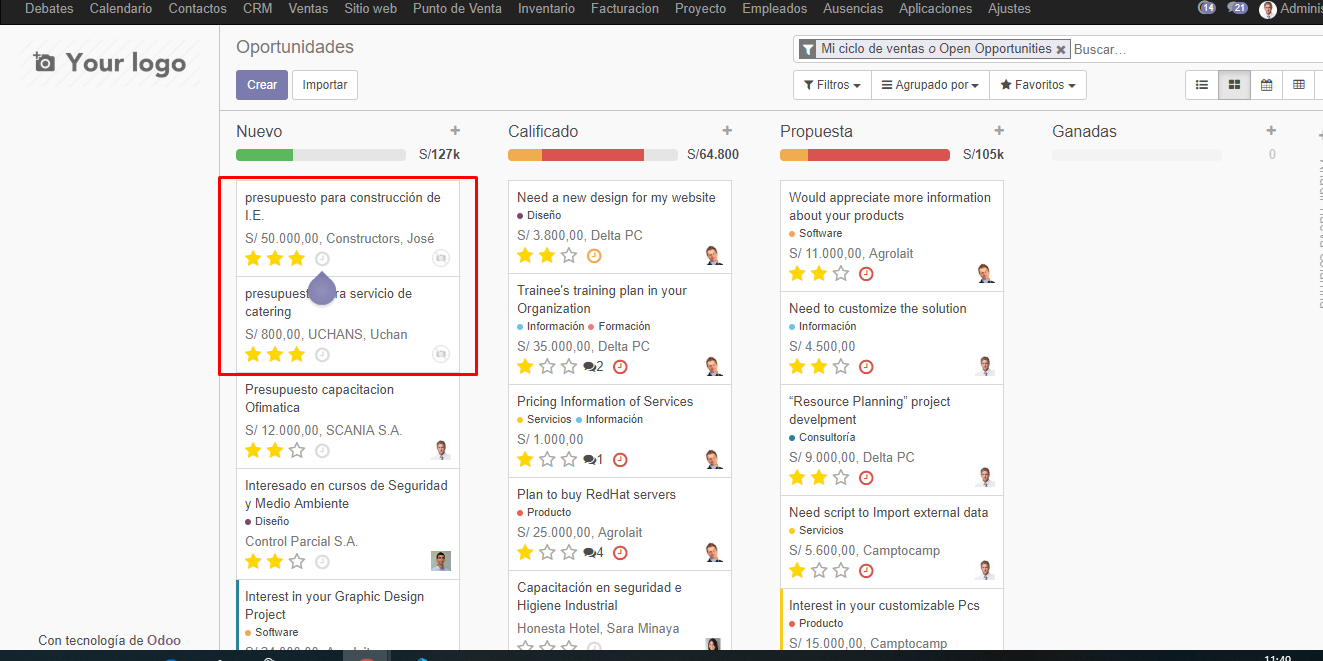 Debates Calendario Contactos CRM Ventas Sitio web Punto de Venta Inventario Facturacion Proyecto Empleados Ausencias Aplicaciones Ajustes 14 21 Adminis
Your logo
Oportunidades
Mi ciclo de ventas o Open Opportunities × Buscar...
Crear Importar
Filtros Agrupado por Favoritos
Nuevo +
S/127k
presupuesto para construcción de
I.E.
S/ 50.000,00, Constructors, José
catering
S/ 800,00, UCHANS, Uchan
Presupuesto capacitacion
Ofimatica
S/ 12.000,00, SCANIA S.A.
Interesado en cursos de Seguridad
y Medio Ambiente
Diseño
Control Parcial S.A.
Interest in your Graphic Design
Project
Software
Calificado +
S/64.800
Need a new design for my website
Diseño
S/ 3.800,00, Delta PC
Trainee's training plan in your
Organization
Información Formación
S/ 35.000,00, Delta PC
2
Pricing Information of Services
Servicios Información
S/ 1.000,00
1
Plan to buy RedHat servers
Producto
S/ 25.000,00, Agrolait
4
Capacitación en seguridad e
Higiene Industrial
Honesta Hotel, Sara Minaya
Propuesta +
S/105k
Would appreciate more information
about your products
Software
S/ 11.000,00, Agrolait
Need to customize the solution
Información
S/ 4.500,00
“Resource Planning” project
develpment
Consultoría
S/ 9.000,00, Delta PC
Need script to Import external data
Servicios
S/ 5.600,00, Camptocamp
Interest in your customizable Pcs
Producto
S/ 15.000,00, Camptocamp
Ganadas +
0
Con tecnología de Odoo
11:40